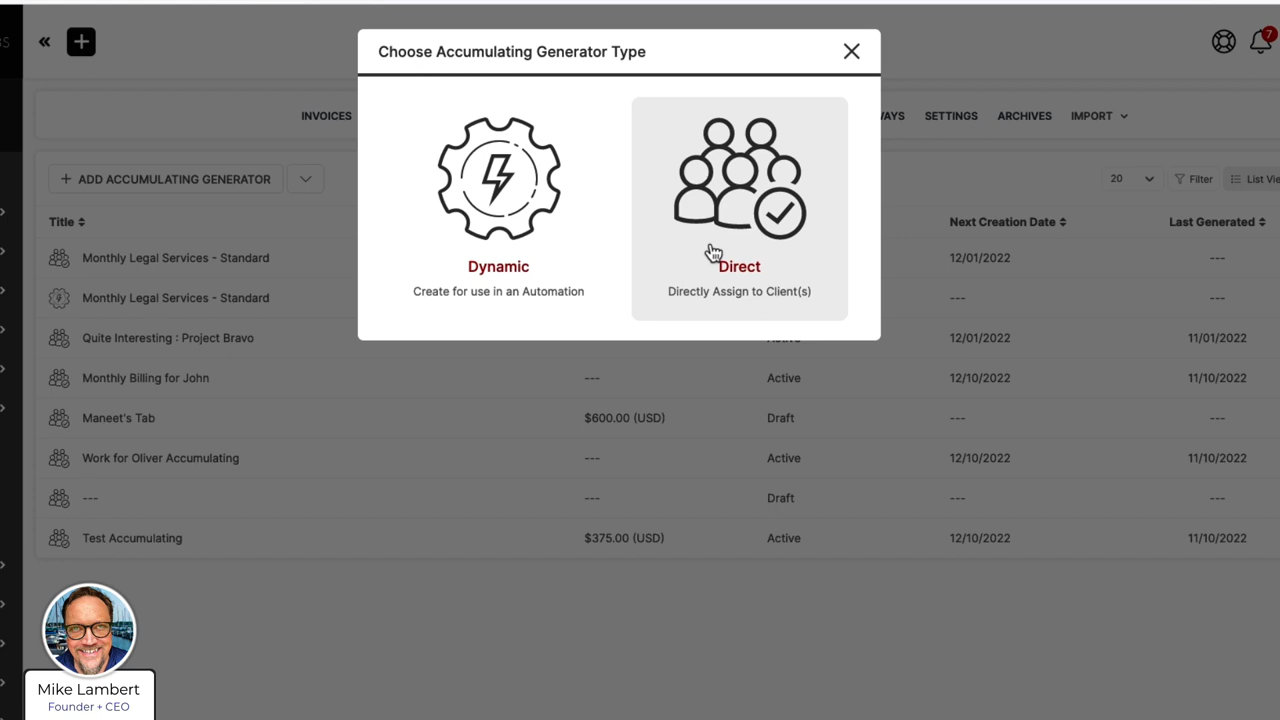 Choose Accumulating Generator Type
7
INVOICES
SETTINGS
ARCHIVES
IMPORT
+ ADD ACCUMULATING GENERATOR
20
Filter
Dynamic
Create for use in an Automation
Direct
Directly Assign to Client(s)
Title
Next Creation Date
Last Generated
Monthly Legal Services - Standard
12/01/2022
---
Monthly Legal Services - Standard
---
---
Quite Interesting : Project Bravo
12/01/2022
11/01/2022
Monthly Billing for John
---
Active
12/10/2022
11/10/2022
Maneet's Tab
$600.00 (USD)
Draft
---
---
Work for Oliver Accumulating
---
Active
12/10/2022
11/10/2022
---
---
Draft
---
---
Test Accumulating
$375.00 (USD)
Active
12/10/2022
11/10/2022
Mike Lambert
Founder + CEO